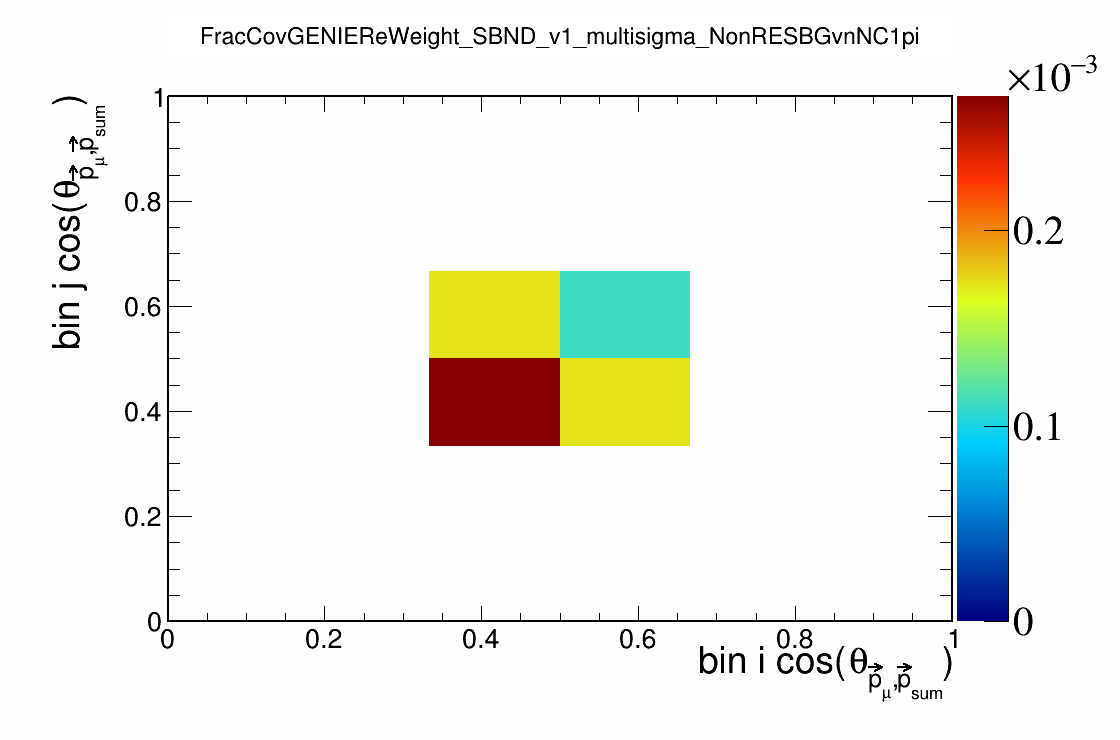 FracCovGENIEReWeight_SBND_v1_multisigma_NonRESBGvnNC1pi
×10⁻³
bin j cos(θ_{p⃗_μ,p⃗_sum})
1
0.8
0.6
0.4
0.2
0
0 0.2 0.4 0.6 0.8 1
0.2
0.1
0
bin i cos(θ_{p⃗_μ,p⃗_sum})